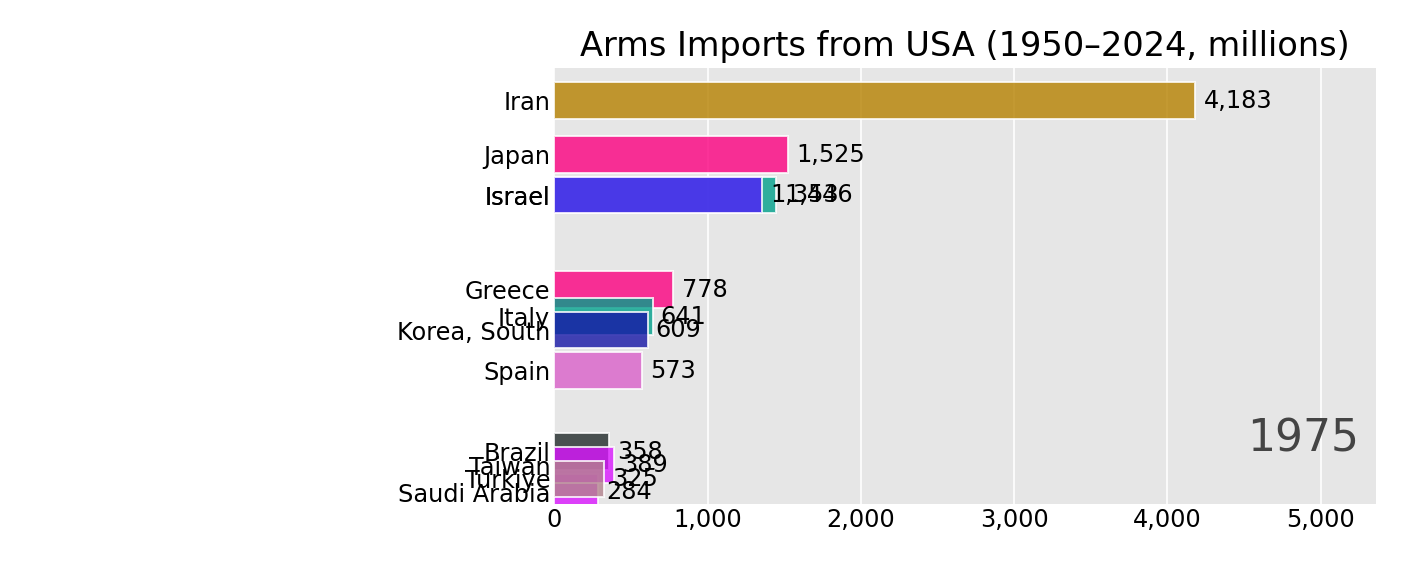 Arms Imports from USA (1950–2024, millions)
Iran 4,183
Japan 1,525
Israel
Greece 778
Italy 641
Korea, South 609
Spain 573
1975
Brazil 358
Taiwan 389
Türkiye 325
Saudi Arabia 284
0 1,000 2,000 3,000 4,000 5,000